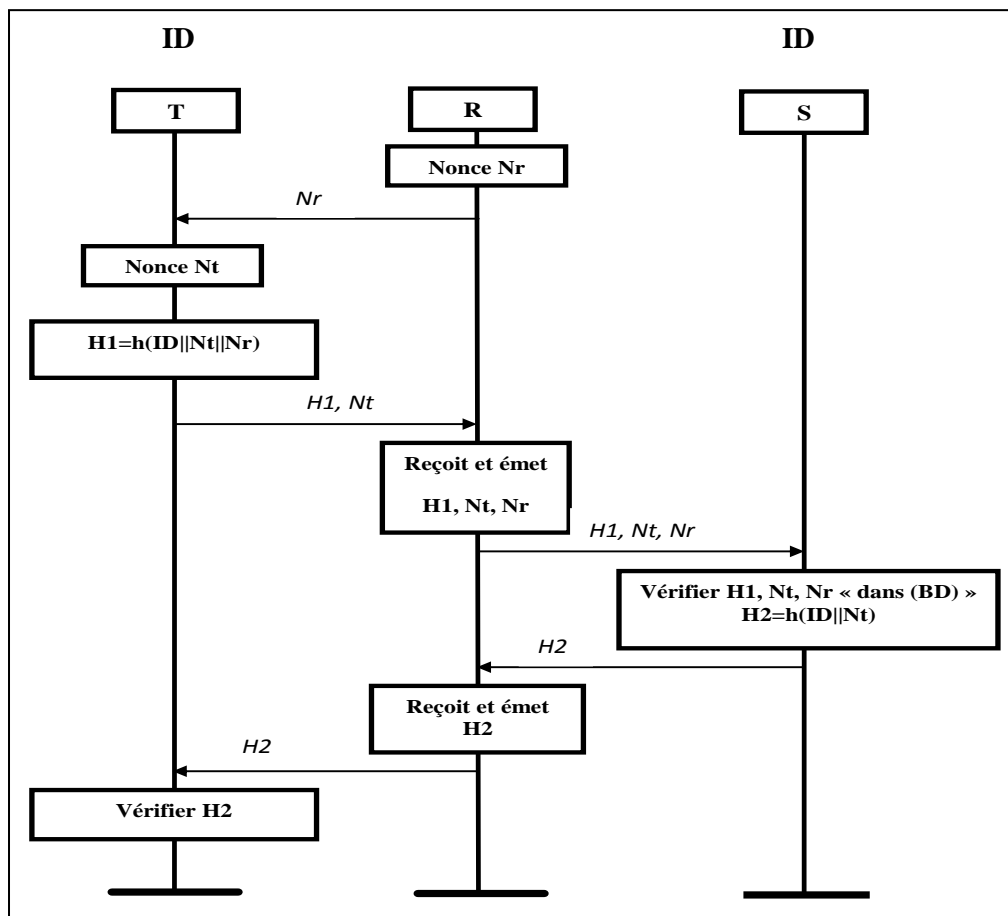 ID
ID
T
R
S
Nonce Nr
Nr
Nonce Nt
H1=h(ID||Nt||Nr)
H1, Nt
Reçoit et émet
H1, Nt, Nr
H1, Nt, Nr
Vérifier H1, Nt, Nr « dans (BD) »
H2=h(ID||Nt)
H2
Reçoit et émet
H2
H2
Vérifier H2